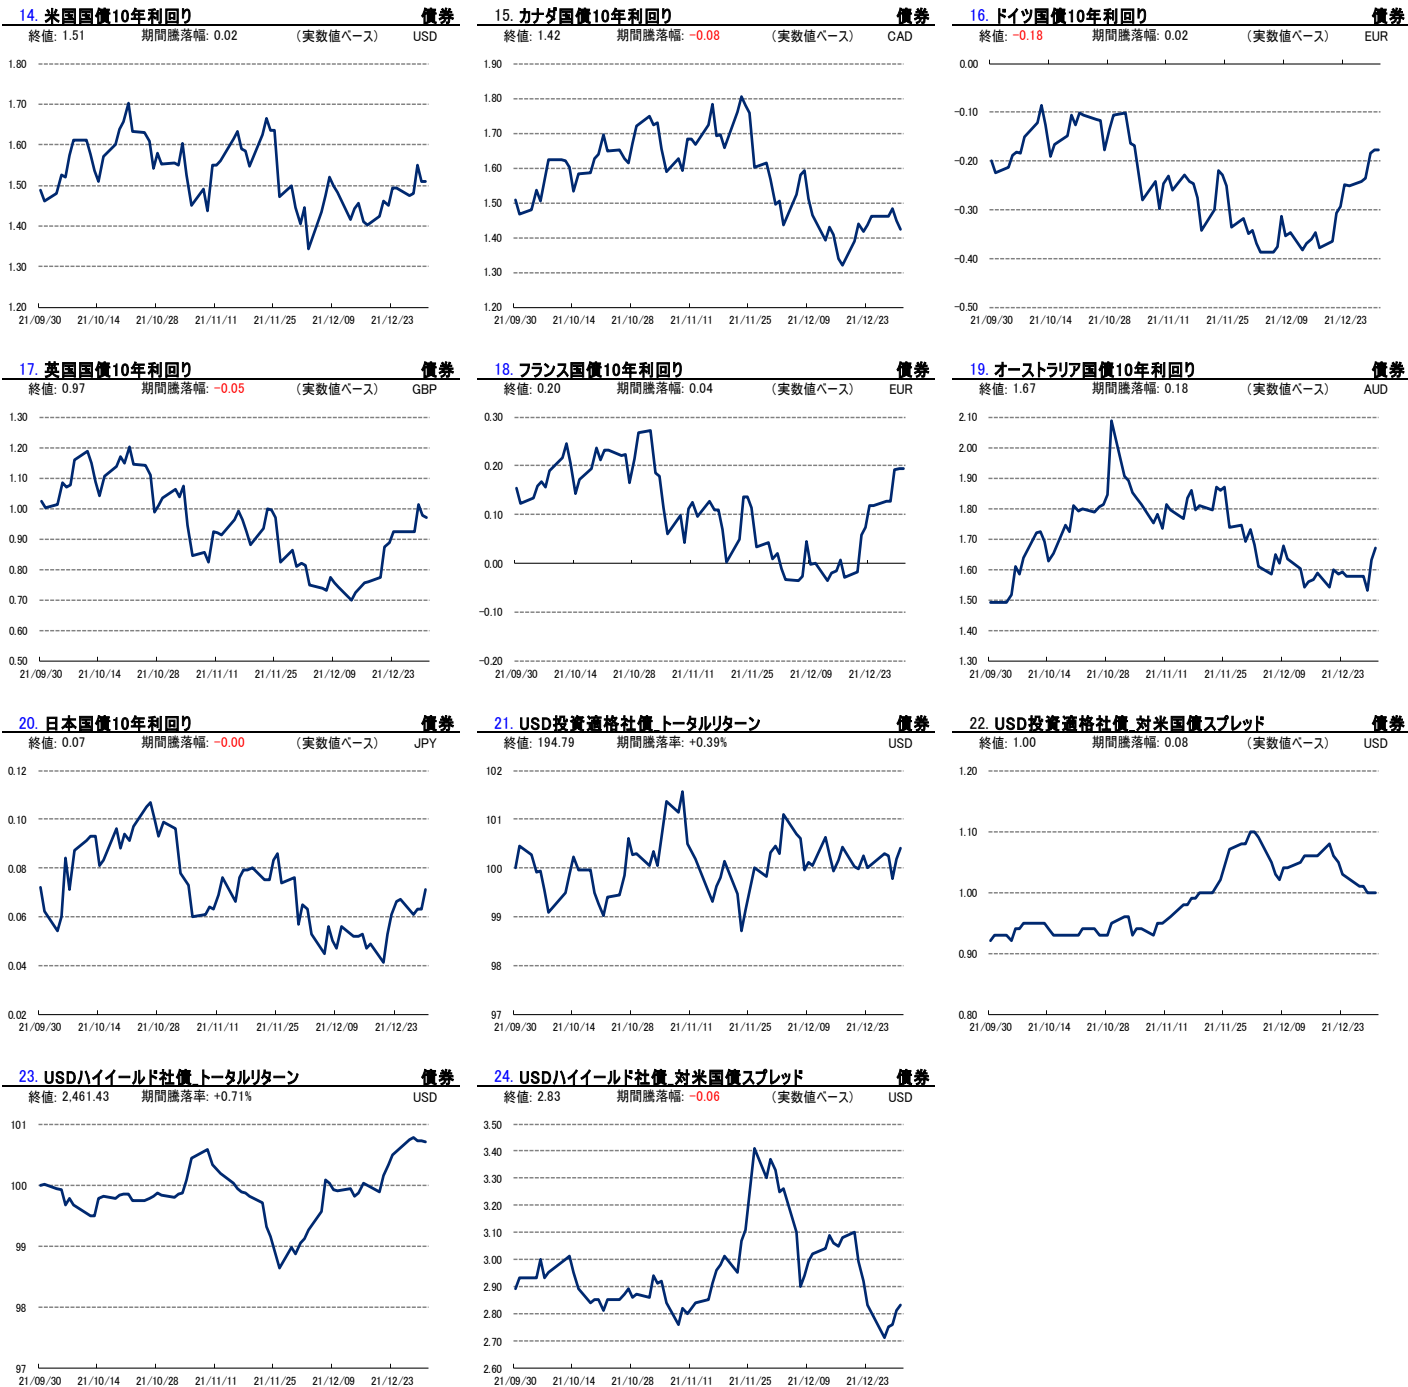 14. 米国国債10年利回り 債券
終値: 1.51 期間騰落幅: 0.02 (実数値ベース) USD
1.80
1.70
1.60
1.50
1.40
1.30
1.20
21/09/30 21/10/14 21/10/28 21/11/11 21/11/25 21/12/09 21/12/23
15. カナダ国債10年利回り 債券
終値: 1.42 期間騰落幅: -0.08 (実数値ベース) CAD
1.90
1.80
1.70
1.60
1.50
1.40
1.30
1.20
21/09/30 21/10/14 21/10/28 21/11/11 21/11/25 21/12/09 21/12/23
16. ドイツ国債10年利回り 債券
終値: -0.18 期間騰落幅: 0.02 (実数値ベース) EUR
0.00
-0.10
-0.20
-0.30
-0.40
-0.50
21/09/30 21/10/14 21/10/28 21/11/11 21/11/25 21/12/09 21/12/23
17. 英国国債10年利回り 債券
終値: 0.97 期間騰落幅: -0.05 (実数値ベース) GBP
1.30
1.20
1.10
1.00
0.90
0.80
0.70
0.60
0.50
21/09/30 21/10/14 21/10/28 21/11/11 21/11/25 21/12/09 21/12/23
18. フランス国債10年利回り 債券
終値: 0.20 期間騰落幅: 0.04 (実数値ベース) EUR
0.30
0.20
0.10
0.00
-0.10
-0.20
21/09/30 21/10/14 21/10/28 21/11/11 21/11/25 21/12/09 21/12/23
19. オーストラリア国債10年利回り 債券
終値: 1.67 期間騰落幅: 0.18 (実数値ベース) AUD
2.10
2.00
1.90
1.80
1.70
1.60
1.50
1.40
1.30
21/09/30 21/10/14 21/10/28 21/11/11 21/11/25 21/12/09 21/12/23
20. 日本国債10年利回り 債券
終値: 0.07 期間騰落幅: -0.00 (実数値ベース) JPY
0.12
0.10
0.08
0.06
0.04
0.02
21/09/30 21/10/14 21/10/28 21/11/11 21/11/25 21/12/09 21/12/23
21. USD投資適格社債_トータルリターン 債券
終値: 194.79 期間騰落率: +0.39% USD
102
101
100
99
98
97
21/09/30 21/10/14 21/10/28 21/11/11 21/11/25 21/12/09 21/12/23
22. USD投資適格社債_対米国債スプレッド 債券
終値: 1.00 期間騰落幅: 0.08 (実数値ベース) USD
1.20
1.10
1.00
0.90
0.80
21/09/30 21/10/14 21/10/28 21/11/11 21/11/25 21/12/09 21/12/23
23. USDハイイールド社債_トータルリターン 債券
終値: 2,461.43 期間騰落率: +0.71% USD
101
100
99
98
97
21/09/30 21/10/14 21/10/28 21/11/11 21/11/25 21/12/09 21/12/23
24. USDハイイールド社債_対米国債スプレッド 債券
終値: 2.83 期間騰落幅: -0.06 (実数値ベース) USD
3.50
3.40
3.30
3.20
3.10
3.00
2.90
2.80
2.70
2.60
21/09/30 21/10/14 21/10/28 21/11/11 21/11/25 21/12/09 21/12/23